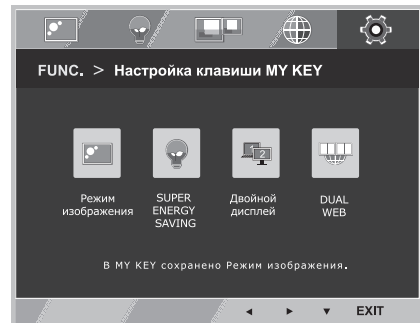 FUNC. > Настройка клавиши MY KEY
Режим изображения
SUPER ENERGY SAVING
Двойной дисплей
DUAL WEB
В MY KEY сохранено Режим изображения.
EXIT